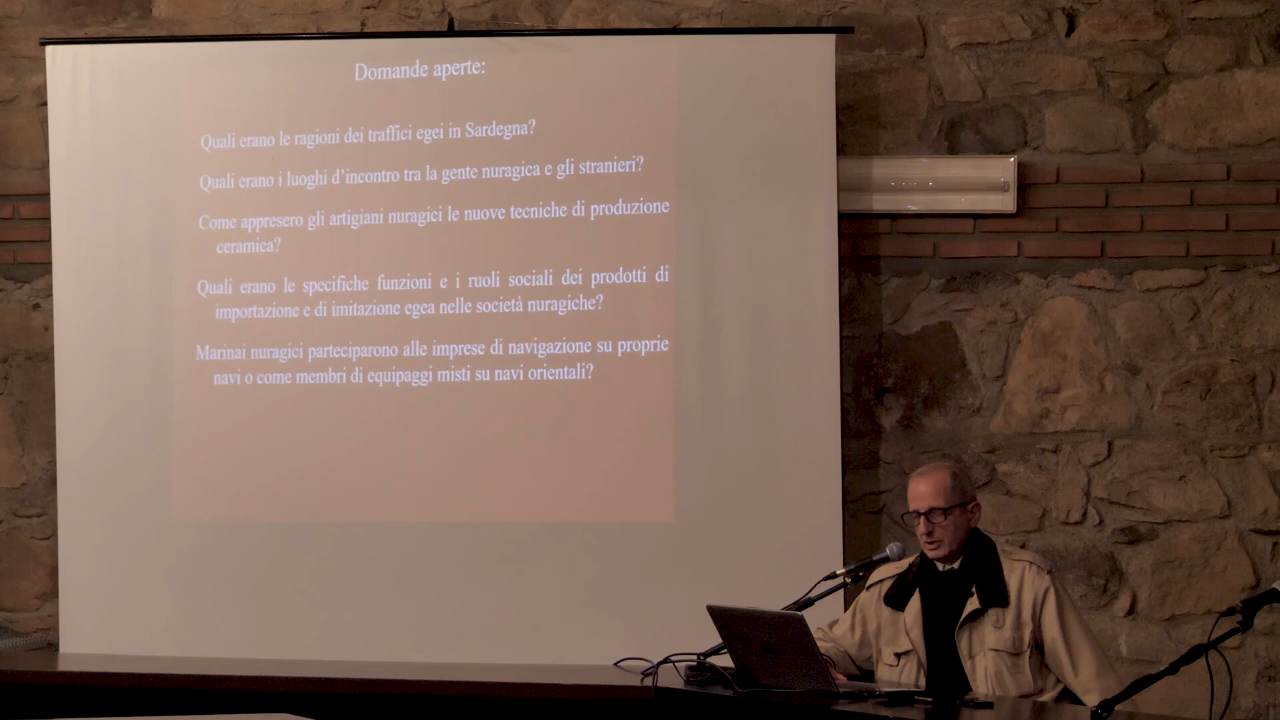 Domande aperte:
Quali erano le ragioni dei traffici egei in Sardegna?
Quali erano i luoghi d'incontro tra la gente nuragica e gli stranieri?
Come appresero gli artigiani nuragici le nuove tecniche di produzione
ceramica?
Quali erano le specifiche funzioni e i ruoli sociali dei prodotti di
importazione e di imitazione egea nelle società nuragiche?
Marinai nuragici parteciparono alle imprese di navigazione su proprie
navi o come membri di equipaggi misti su navi orientali?